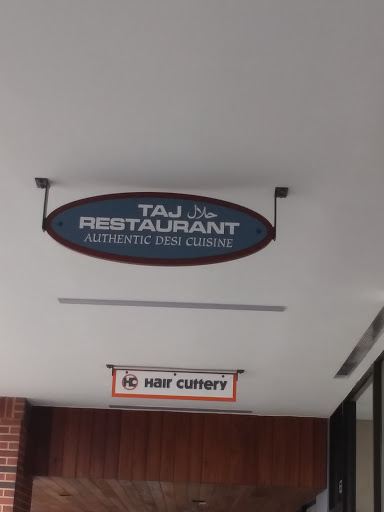 TAJ حلال
RESTAURANT
AUTHENTIC DESI CUISINE
HC Hair Cuttery